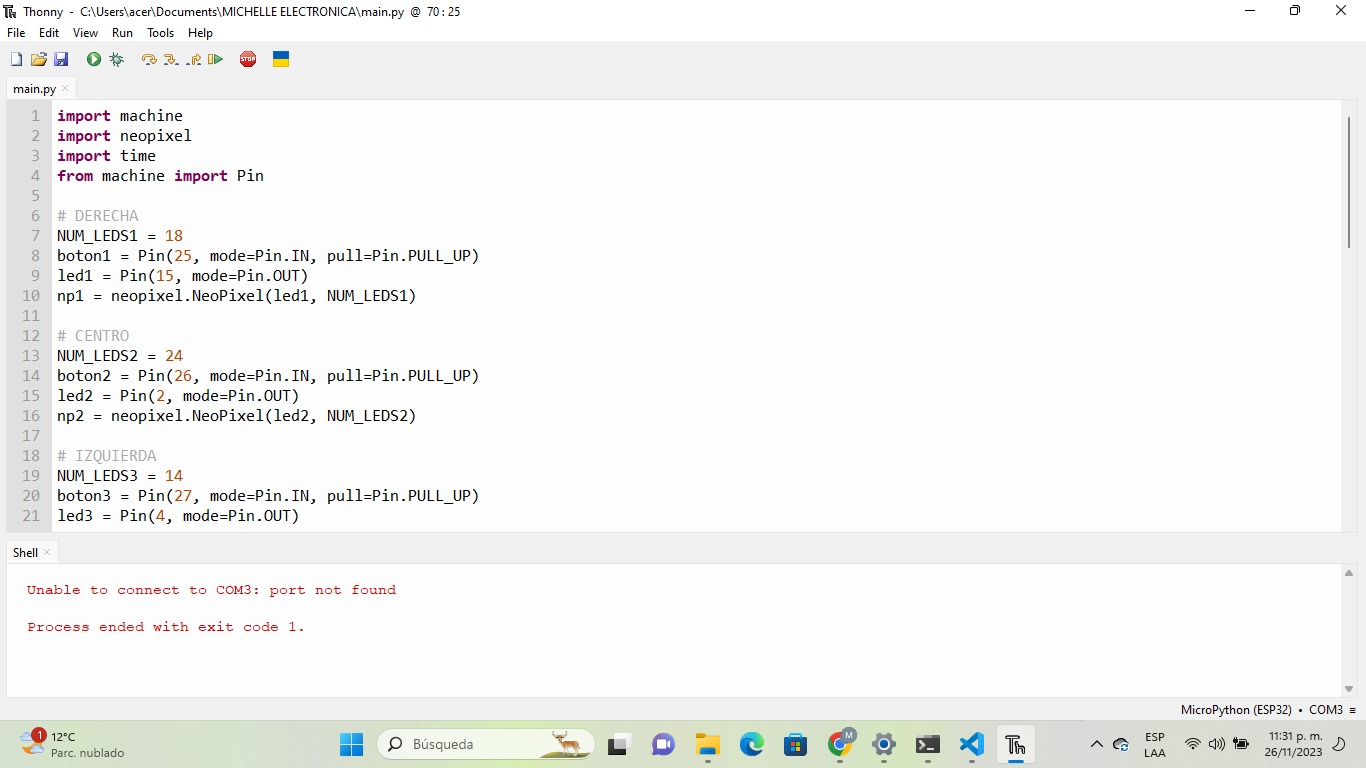 Thonny - C:\Users\acer\Documents\MICHELLE ELECTRONICA\main.py @ 70 : 25
File Edit View Run Tools Help
STOP
main.py ×
1 import machine
2 import neopixel
3 import time
4 from machine import Pin
5
6 # DERECHA
7 NUM_LEDS1 = 18
8 boton1 = Pin(25, mode=Pin.IN, pull=Pin.PULL_UP)
9 led1 = Pin(15, mode=Pin.OUT)
10 np1 = neopixel.NeoPixel(led1, NUM_LEDS1)
11
12 # CENTRO
13 NUM_LEDS2 = 24
14 boton2 = Pin(26, mode=Pin.IN, pull=Pin.PULL_UP)
15 led2 = Pin(2, mode=Pin.OUT)
16 np2 = neopixel.NeoPixel(led2, NUM_LEDS2)
17
18 # IZQUIERDA
19 NUM_LEDS3 = 14
20 boton3 = Pin(27, mode=Pin.IN, pull=Pin.PULL_UP)
21 led3 = Pin(4, mode=Pin.OUT)
Shell ×
Unable to connect to COM3: port not found
Process ended with exit code 1.
MicroPython (ESP32) • COM3 ≡
1 12°C
Parc. nublado
Búsqueda
M
Th
ESP
LAA
11:31 p. m.
26/11/2023